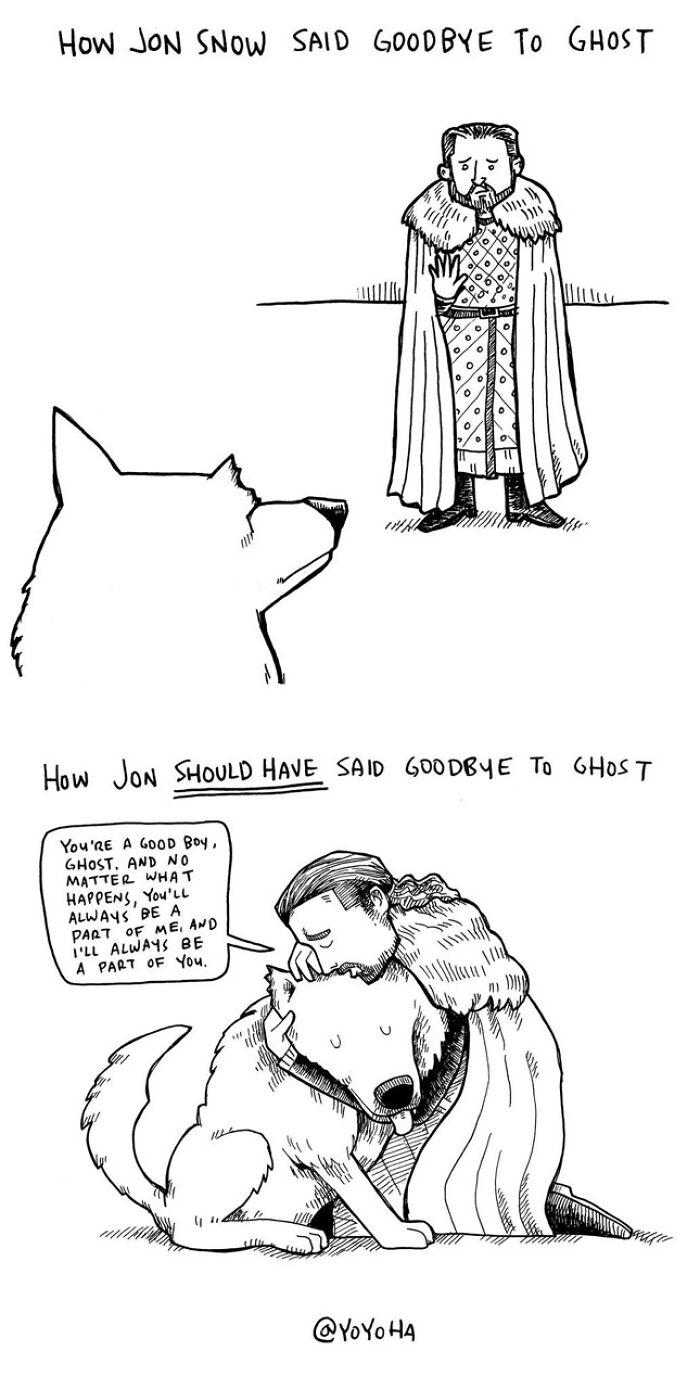 HOW JON SNOW SAID GOODBYE TO GHOST
HOW JON SHOULD HAVE SAID GOODBYE TO GHOST
YOU'RE A GOOD BOY,
GHOST. AND NO
MATTER WHAT
HAPPENS, YOU'LL
ALWAYS BE A
PART OF ME, AND
I'LL ALWAYS BE
A PART OF YOU.
@YOYOHA